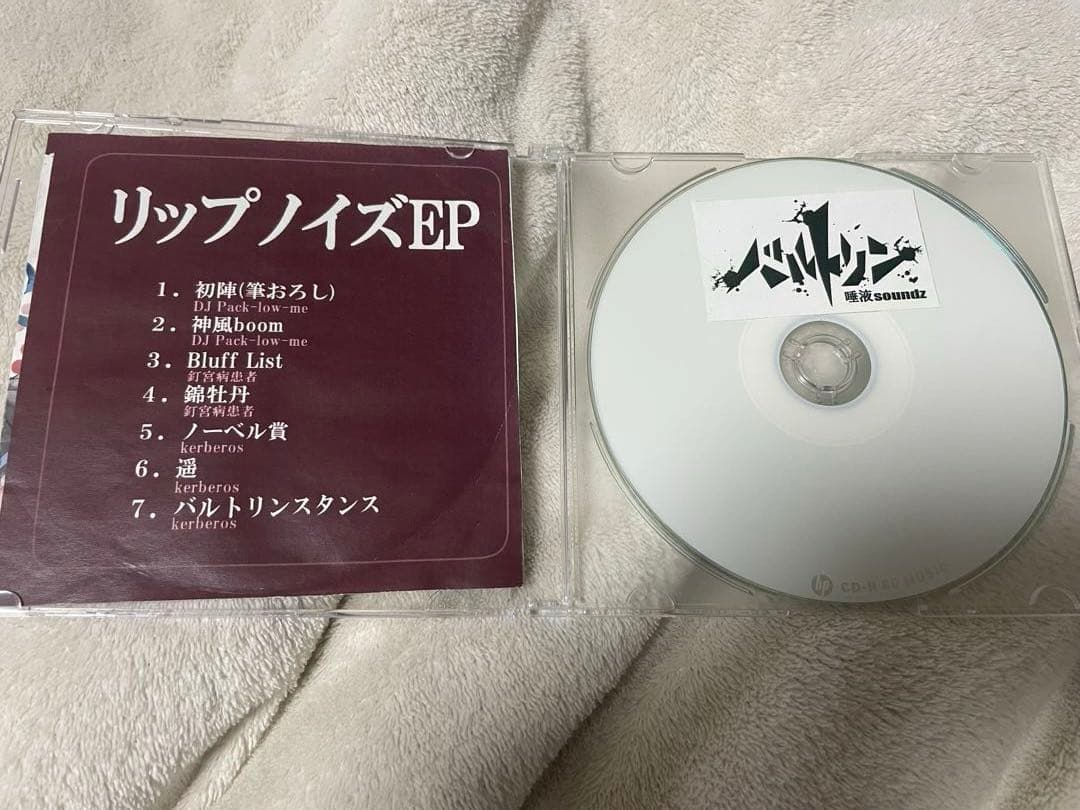 リップノイズEP
1. 初陣(筆おろし)
DJ Pack-low-me
2. 神風boom
DJ Pack-low-me
3. Bluff List
釘宮病患者
4. 錦牡丹
釘宮病患者
5. ノーベル賞
kerberos
6. 遥
kerberos
7. バルトリンスタンス
kerberos
バルトリン
唾液soundz
hp CD-R 80 MUSIC